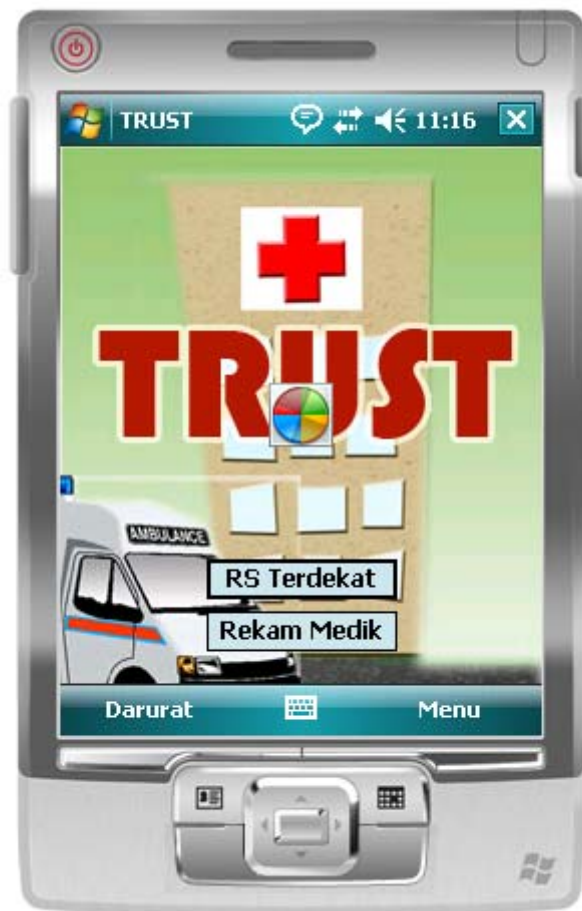 TRUST 11:16
TRUST
AMBULANCE
RS Terdekat
Rekam Medik
Darurat Menu